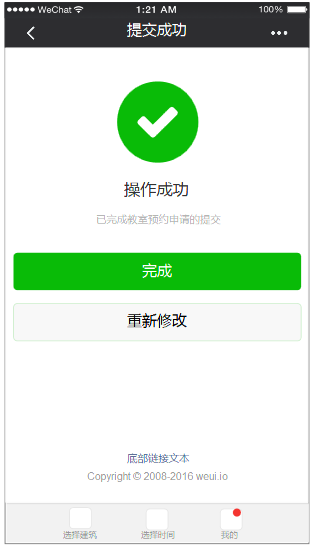 WeChat 1:21 AM 100%
提交成功
操作成功
已完成教室预约申请的提交
完成
重新修改
底部链接文本
Copyright © 2008-2016 weui.io
选择建筑 选择时间 我的